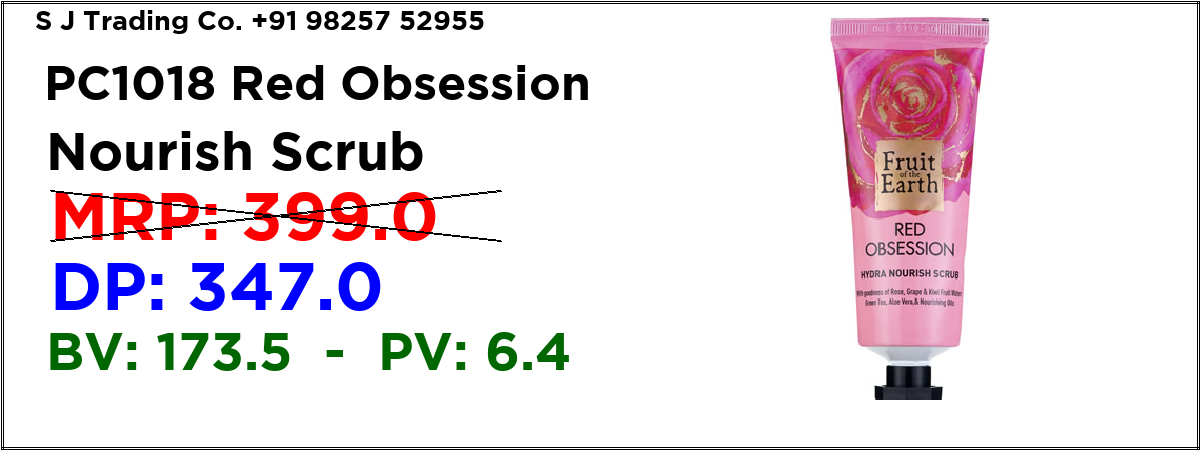 S J Trading Co. +91 98257 52955
PC1018 Red Obsession
Nourish Scrub
MRP: 399.0
DP: 347.0
BV: 173.5 - PV: 6.4
Fruit
of the
Earth
RED
OBSESSION
HYDRA NOURISH SCRUB
With goodness of Rose, Grape & Kiwi Fruit Waters
Green Tea, Aloe Vera,& Nourishing Oils